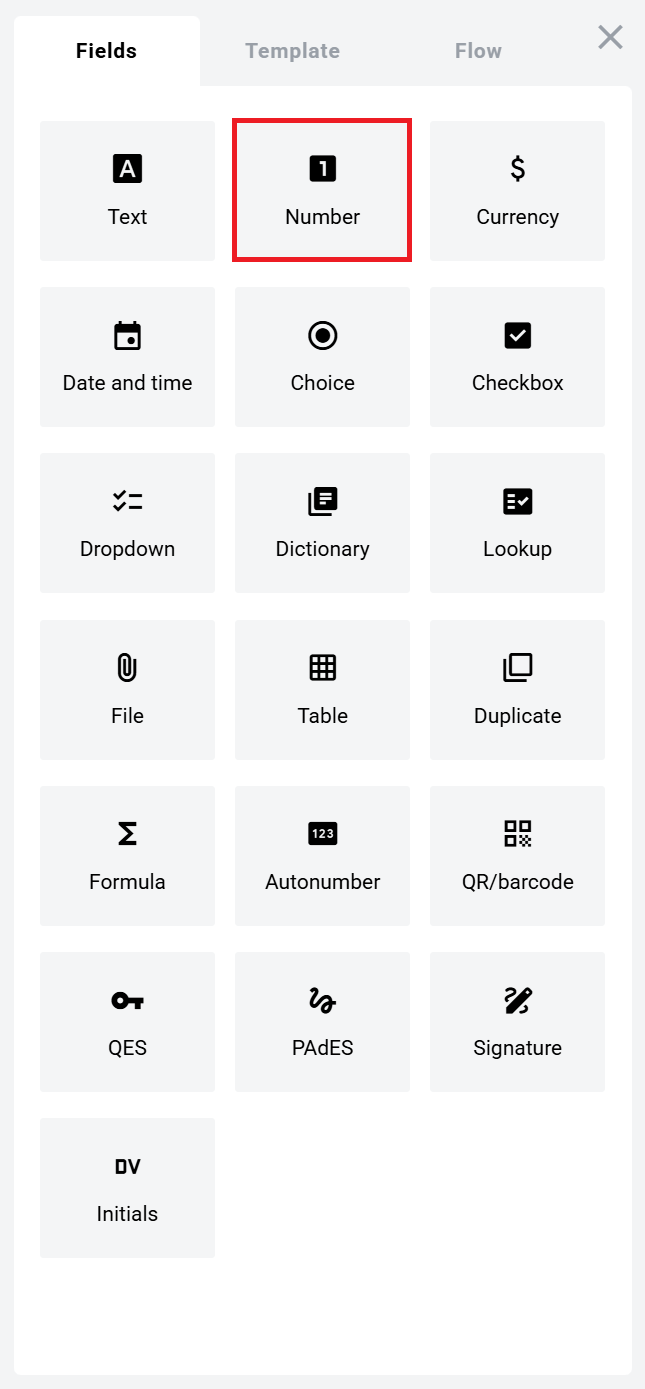 Fields Template Flow
A 1 $
Text Number Currency
Date and time Choice Checkbox
Dropdown Dictionary Lookup
File Table Duplicate
Σ 123
Formula Autonumber QR/barcode
QES PAdES Signature
DV
Initials